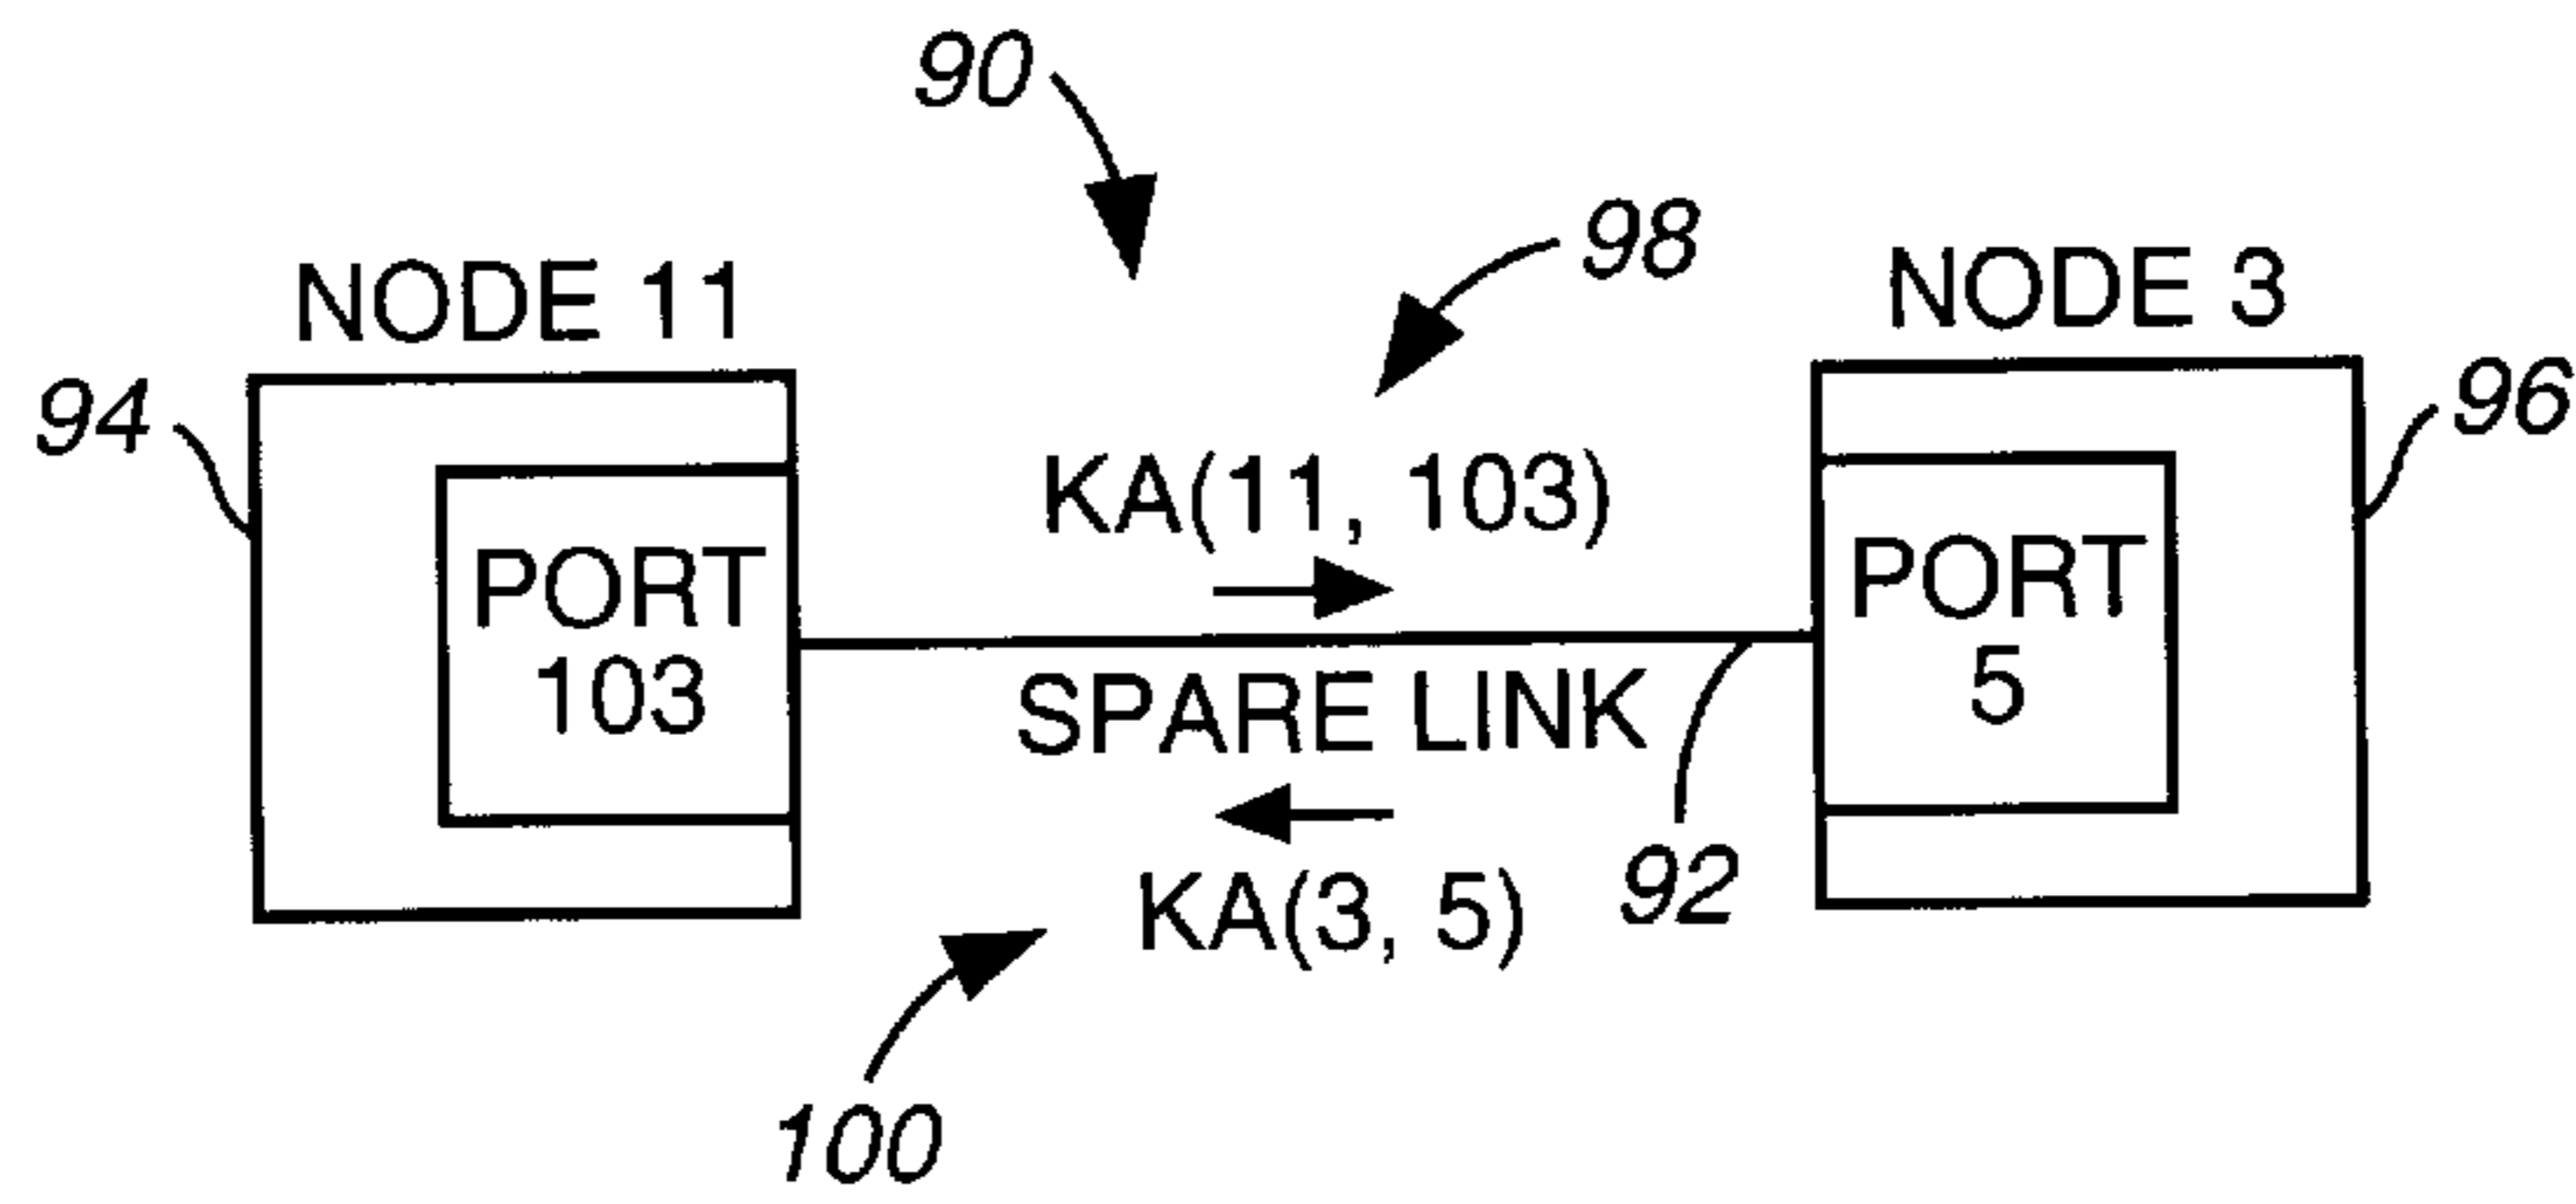 90
98
NODE 11
NODE 3
94
96
KA(11, 103)
PORT
103
PORT
5
SPARE LINK
92
KA(3, 5)
100